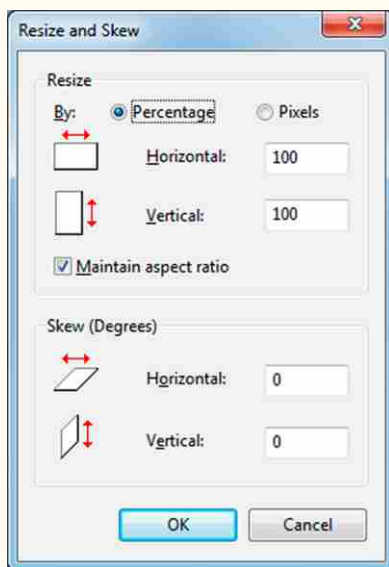 Resize and Skew
Resize
By: Percentage Pixels
Horizontal: 100
Vertical: 100
Maintain aspect ratio
Skew (Degrees)
Horizontal: 0
Vertical: 0
OK Cancel